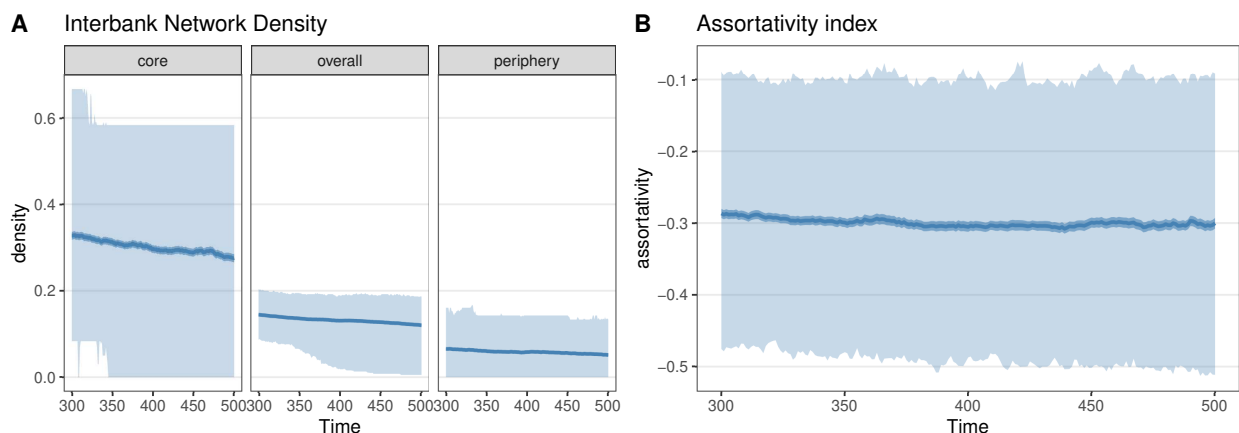 A Interbank Network Density
core overall periphery
density
0.6
0.4
0.2
0.0
300 350 400 450 500 300 350 400 450 500 300 350 400 450 500
Time
B Assortativity index
assortativity
−0.1
−0.2
−0.3
−0.4
−0.5
300 350 400 450 500
Time